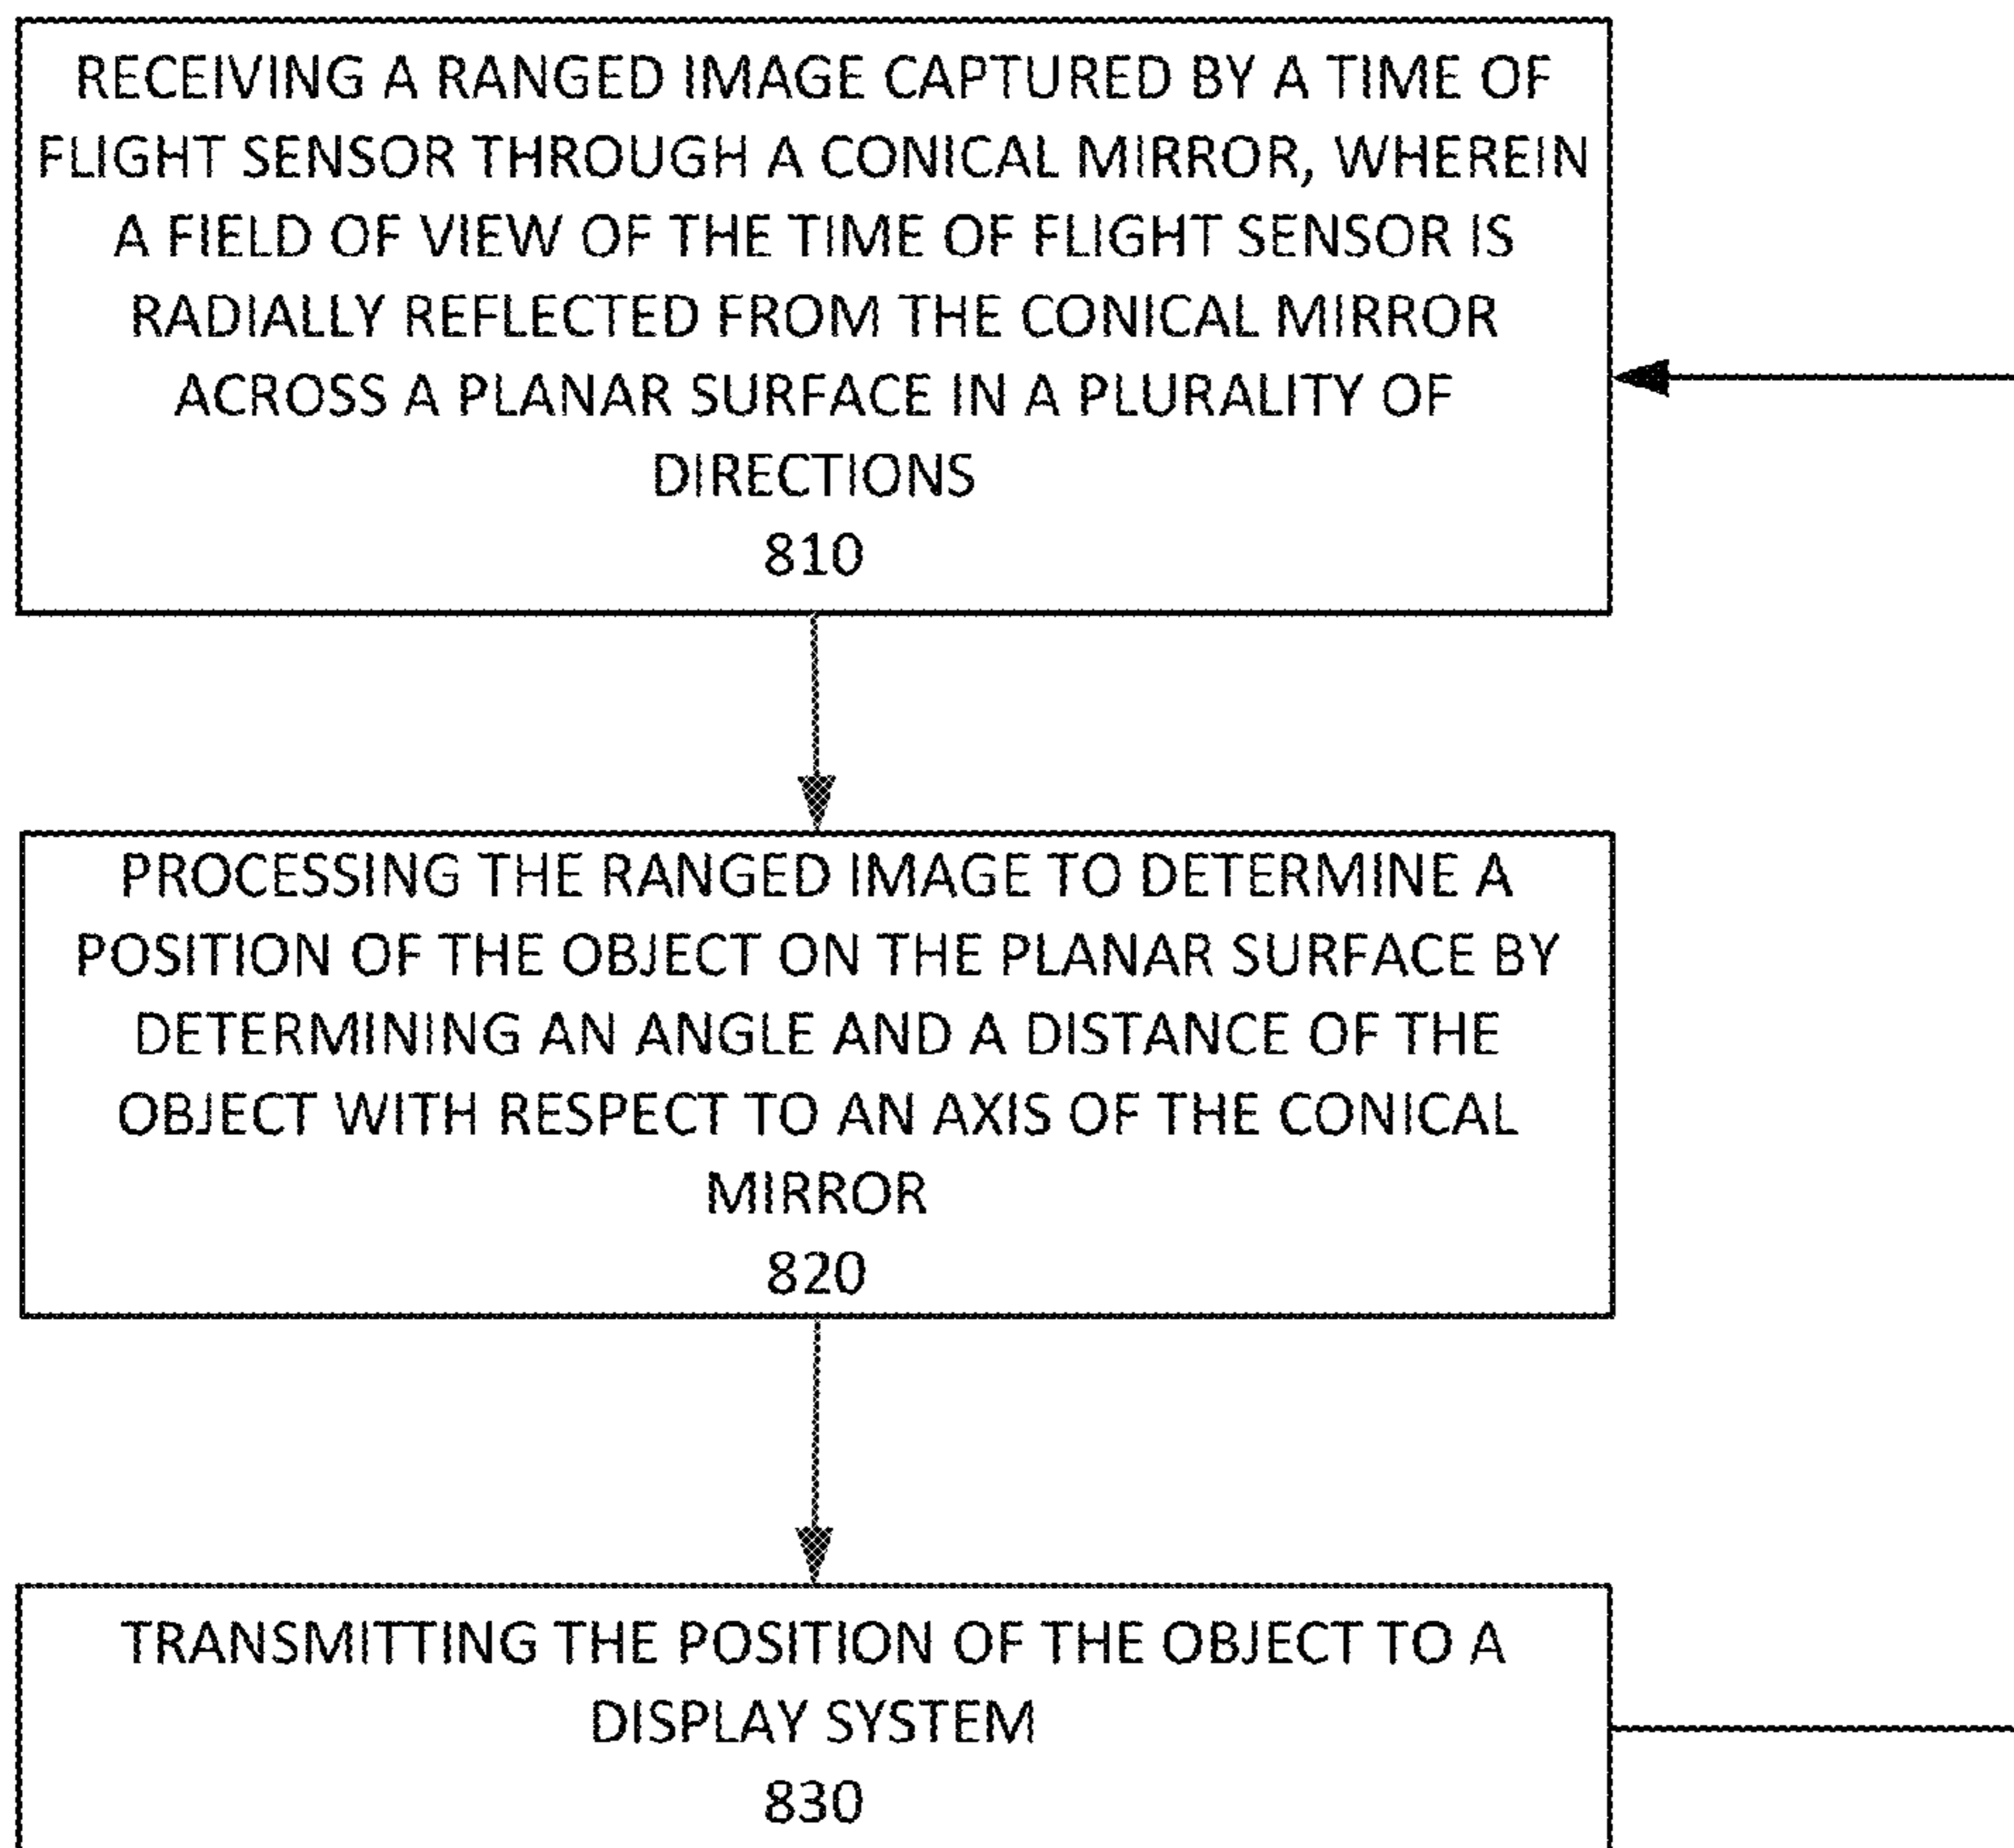 RECEIVING A RANGED IMAGE CAPTURED BY A TIME OF
FLIGHT SENSOR THROUGH A CONICAL MIRROR, WHEREIN
A FIELD OF VIEW OF THE TIME OF FLIGHT SENSOR IS
RADIALLY REFLECTED FROM THE CONICAL MIRROR
ACROSS A PLANAR SURFACE IN A PLURALITY OF
DIRECTIONS
810
PROCESSING THE RANGED IMAGE TO DETERMINE A
POSITION OF THE OBJECT ON THE PLANAR SURFACE BY
DETERMINING AN ANGLE AND A DISTANCE OF THE
OBJECT WITH RESPECT TO AN AXIS OF THE CONICAL
MIRROR
820
TRANSMITTING THE POSITION OF THE OBJECT TO A
DISPLAY SYSTEM
830